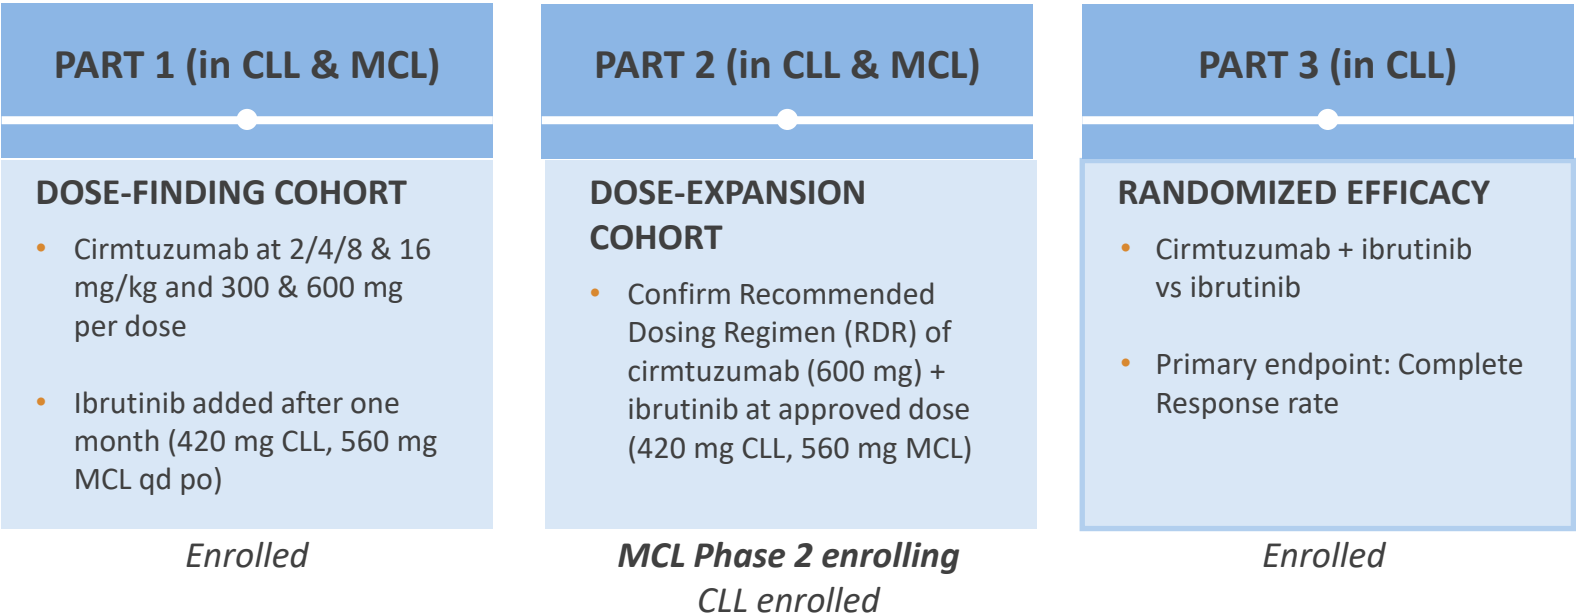 PART 1 (in CLL & MCL)
DOSE-FINDING COHORT
• Cirmtuzumab at 2/4/8 & 16
mg/kg and 300 & 600 mg
per dose
• Ibrutinib added after one
month (420 mg CLL, 560 mg
MCL qd po)
Enrolled
PART 2 (in CLL & MCL)
DOSE-EXPANSION
COHORT
• Confirm Recommended
Dosing Regimen (RDR) of
cirmtuzumab (600 mg) +
ibrutinib at approved dose
(420 mg CLL, 560 mg MCL)
MCL Phase 2 enrolling
CLL enrolled
PART 3 (in CLL)
RANDOMIZED EFFICACY
• Cirmtuzumab + ibrutinib
vs ibrutinib
• Primary endpoint: Complete
Response rate
Enrolled